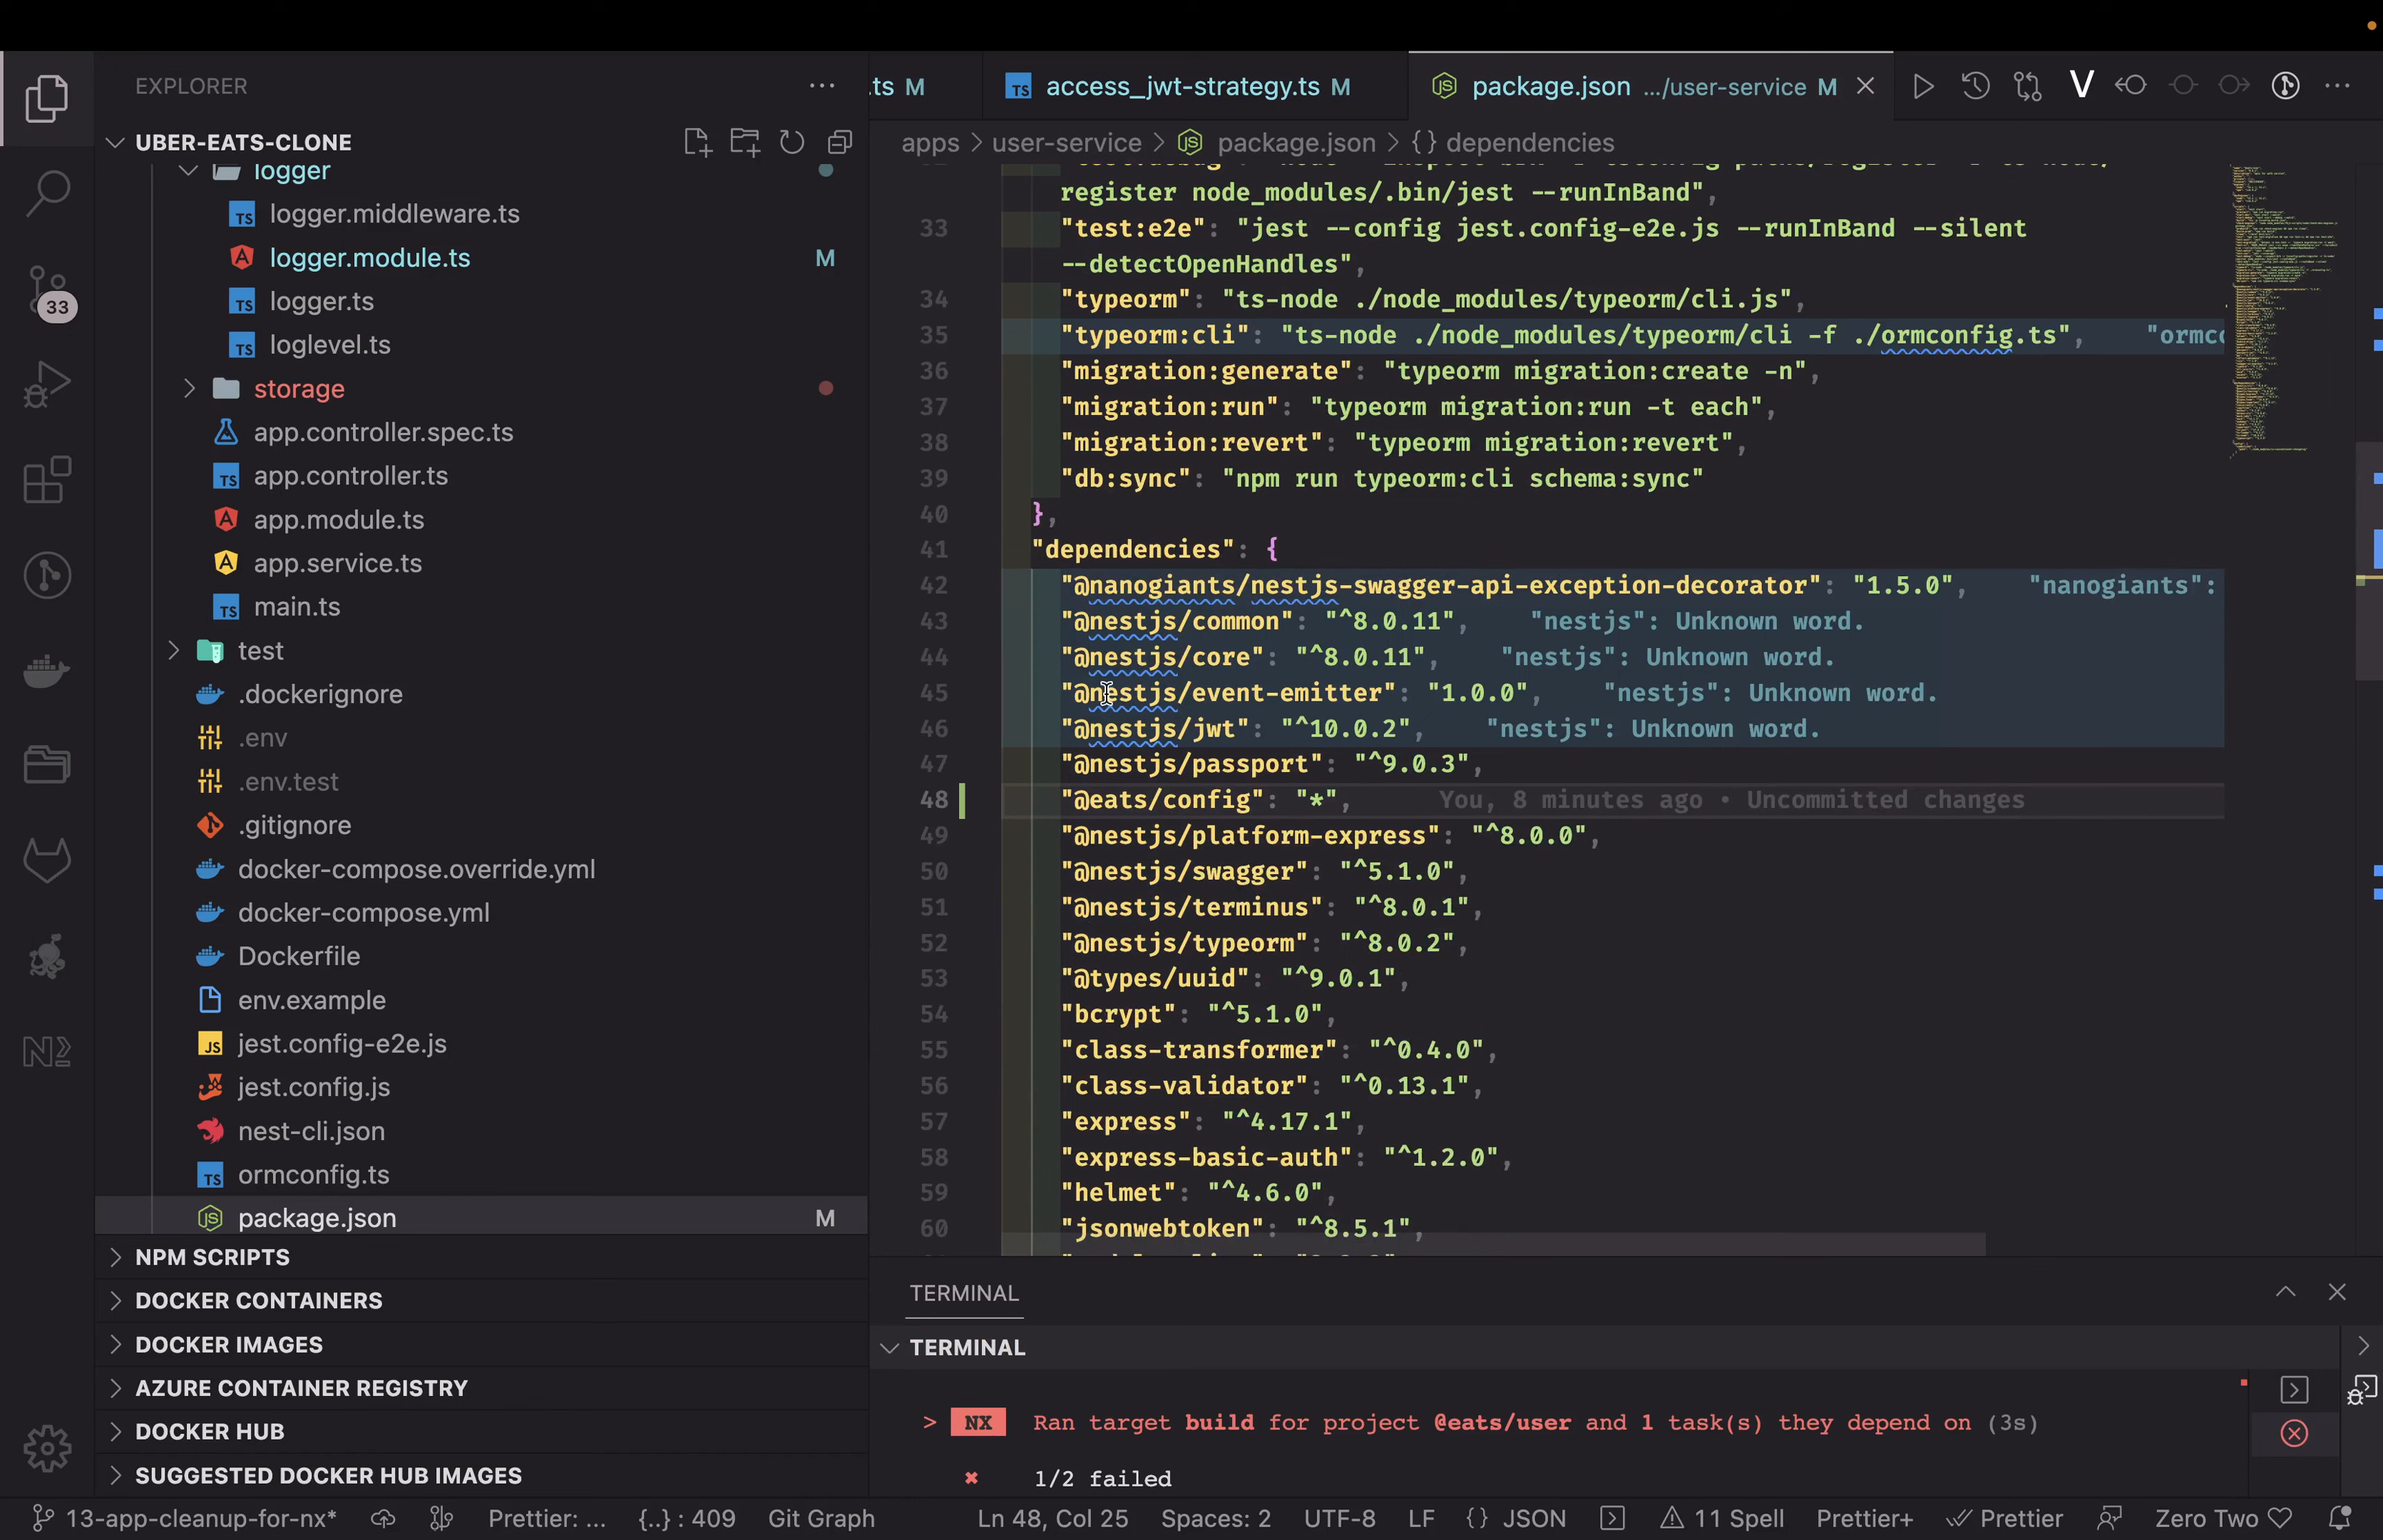 EXPLORER
UBER-EATS-CLONE
logger
logger.middleware.ts
logger.module.ts M
logger.ts
loglevel.ts
storage
app.controller.spec.ts
app.controller.ts
app.module.ts
app.service.ts
main.ts
test
.dockerignore
.env
.env.test
.gitignore
docker-compose.override.yml
docker-compose.yml
Dockerfile
env.example
jest.config-e2e.js
jest.config.js
nest-cli.json
ormconfig.ts
package.json M
NPM SCRIPTS
DOCKER CONTAINERS
DOCKER IMAGES
AZURE CONTAINER REGISTRY
DOCKER HUB
SUGGESTED DOCKER HUB IMAGES
33
.ts M
access_jwt-strategy.ts M
package.json .../user-service M
apps > user-service > package.json > {} dependencies
register node_modules/.bin/jest --runInBand",
33 "test:e2e": "jest --config jest.config-e2e.js --runInBand --silent
--detectOpenHandles",
34 "typeorm": "ts-node ./node_modules/typeorm/cli.js",
35 "typeorm:cli": "ts-node ./node_modules/typeorm/cli -f ./ormconfig.ts", "ormco
36 "migration:generate": "typeorm migration:create -n",
37 "migration:run": "typeorm migration:run -t each",
38 "migration:revert": "typeorm migration:revert",
39 "db:sync": "npm run typeorm:cli schema:sync"
40 },
41 "dependencies": {
42 "@nanogiants/nestjs-swagger-api-exception-decorator": "1.5.0", "nanogiants":
43 "@nestjs/common": "^8.0.11", "nestjs": Unknown word.
44 "@nestjs/core": "^8.0.11", "nestjs": Unknown word.
45 "@nestjs/event-emitter": "1.0.0", "nestjs": Unknown word.
46 "@nestjs/jwt": "^10.0.2", "nestjs": Unknown word.
47 "@nestjs/passport": "^9.0.3",
48 "@eats/config": "*", You, 8 minutes ago • Uncommitted changes
49 "@nestjs/platform-express": "^8.0.0",
50 "@nestjs/swagger": "^5.1.0",
51 "@nestjs/terminus": "^8.0.1",
52 "@nestjs/typeorm": "^8.0.2",
53 "@types/uuid": "^9.0.1",
54 "bcrypt": "^5.1.0",
55 "class-transformer": "^0.4.0",
56 "class-validator": "^0.13.1",
57 "express": "^4.17.1",
58 "express-basic-auth": "^1.2.0",
59 "helmet": "^4.6.0",
60 "jsonwebtoken": "^8.5.1",
TERMINAL
TERMINAL
> NX Ran target build for project @eats/user and 1 task(s) they depend on (3s)
✖ 1/2 failed
13-app-cleanup-for-nx* Prettier: ... {..} : 409 Git Graph Ln 48, Col 25 Spaces: 2 UTF-8 LF {} JSON 11 Spell Prettier+ Prettier Zero Two